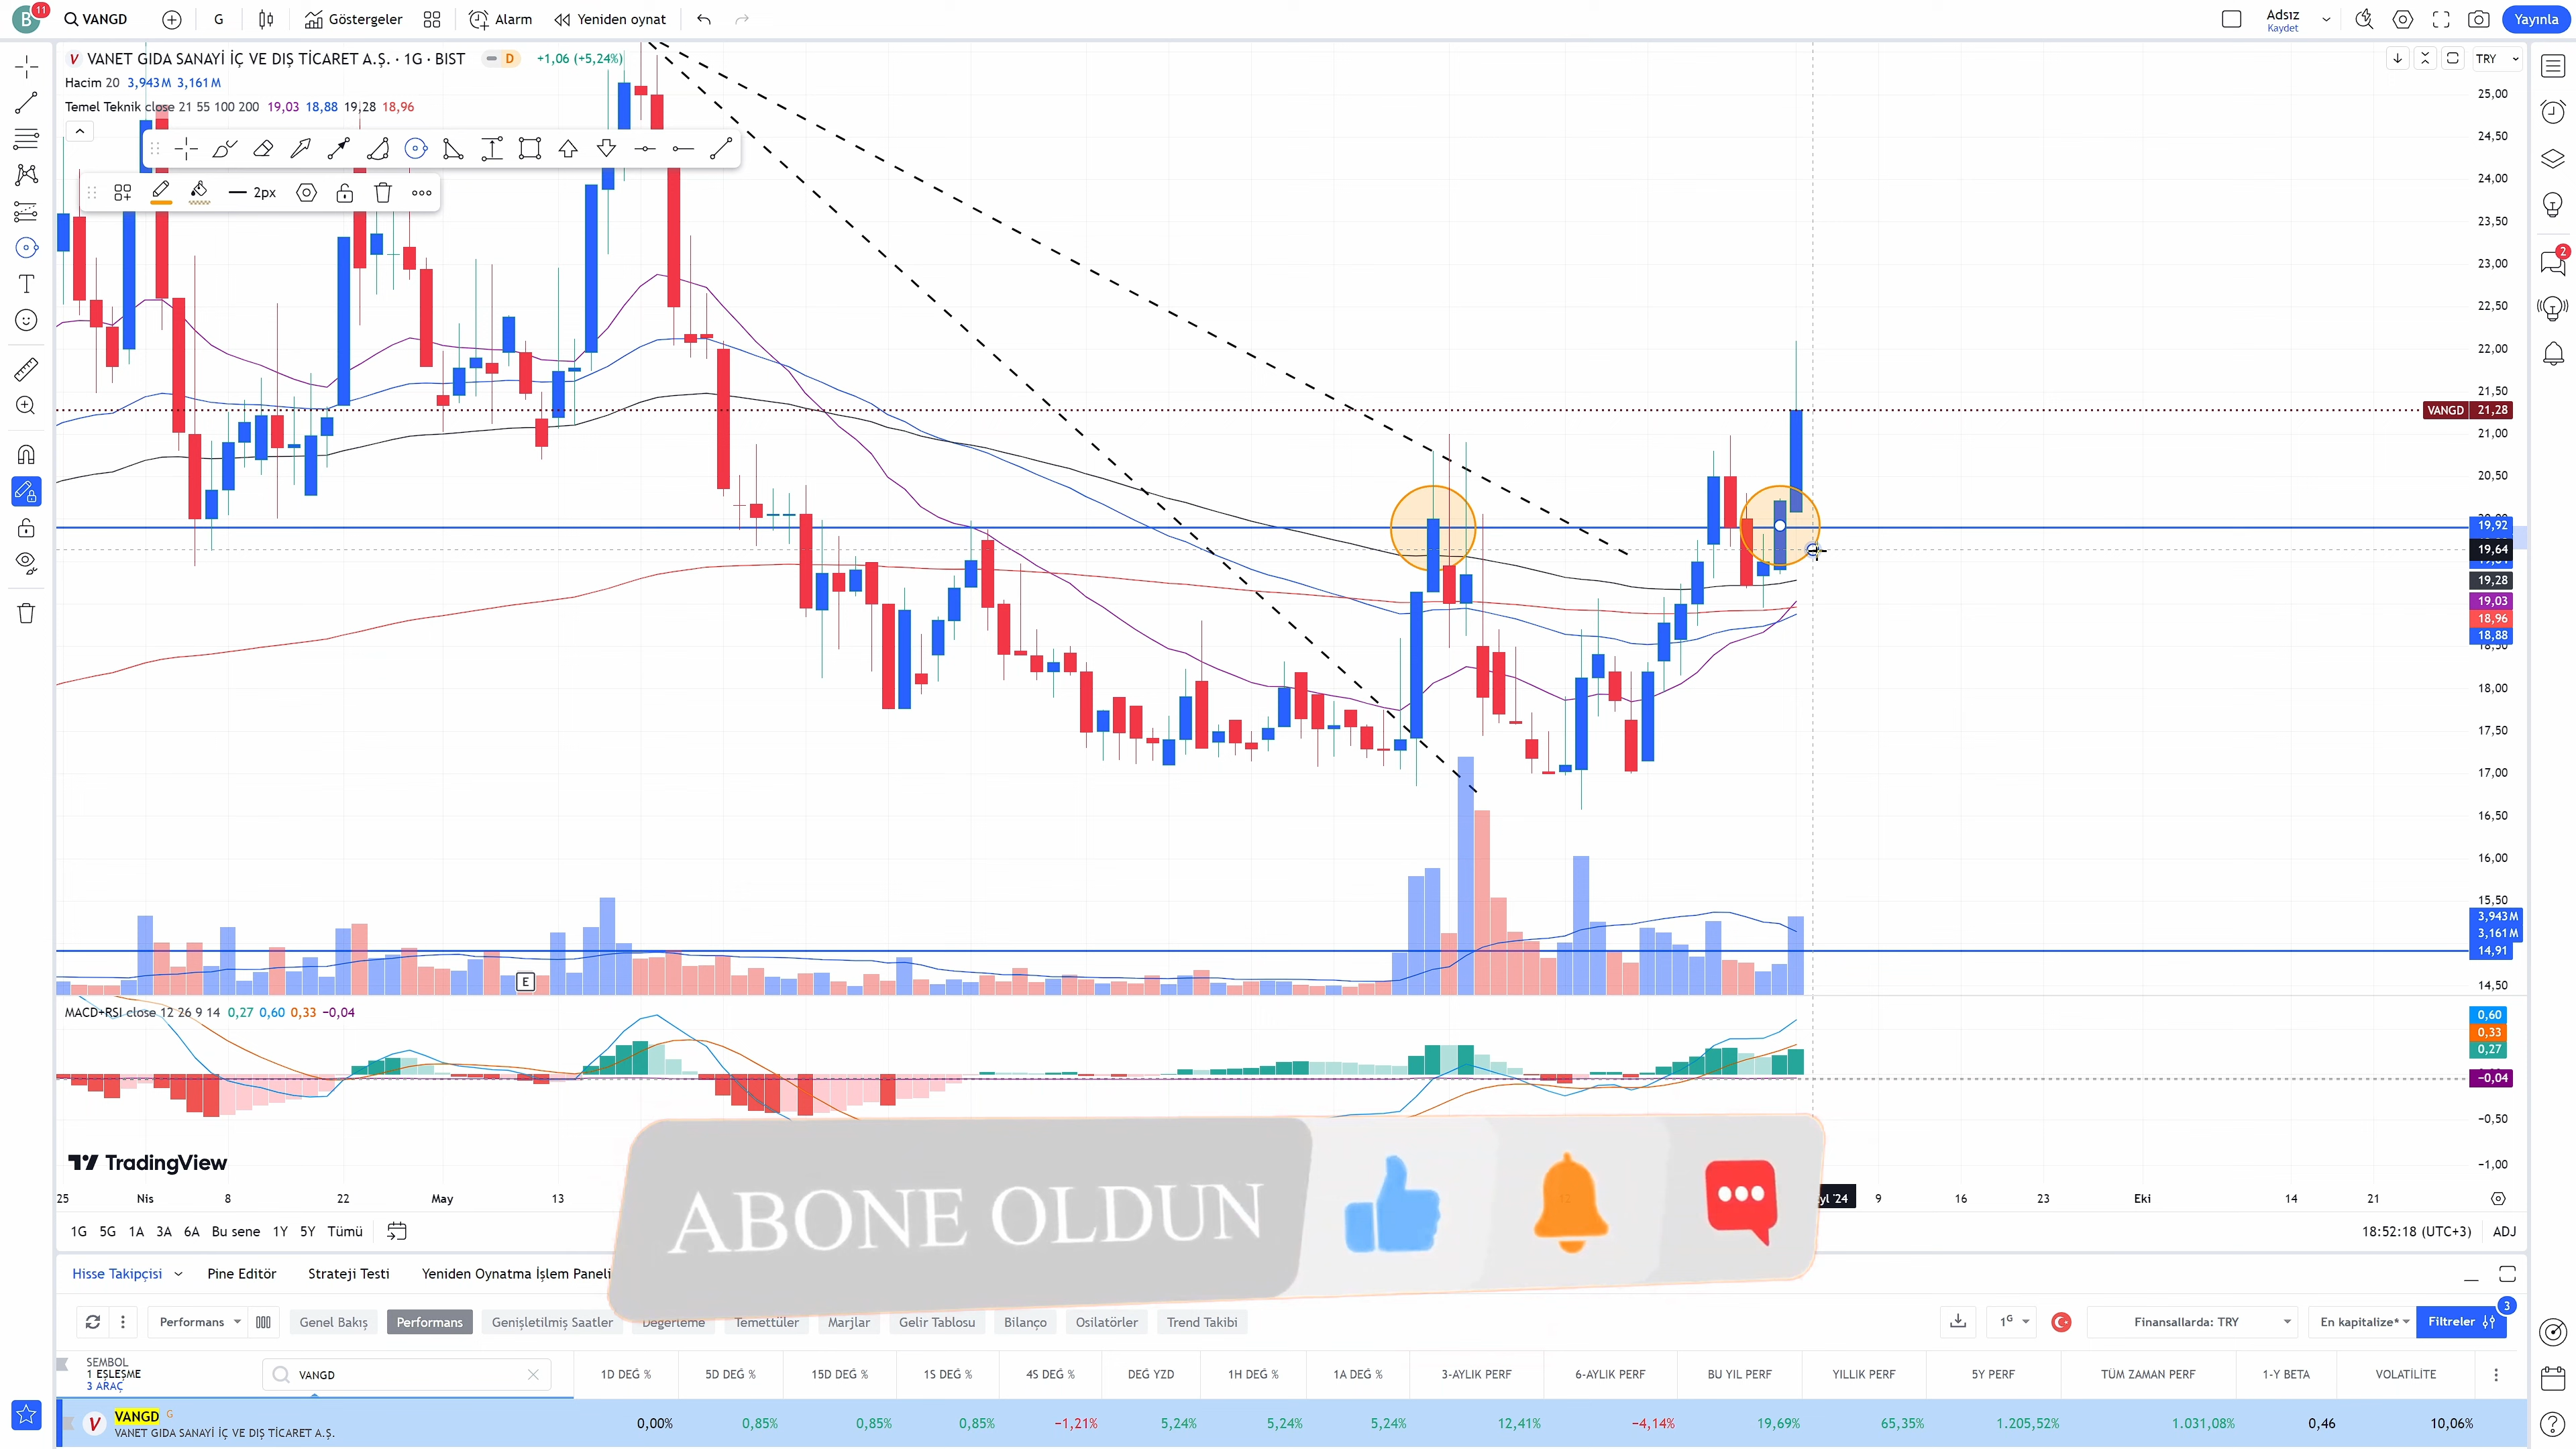 B 11 VANGD G Göstergeler Alarm Yeniden oynat Adsız Kaydet Yayınla
V VANET GIDA SANAYİ İÇ VE DIŞ TİCARET A.Ş. · 1G · BIST D +1,06 (+5,24%) TRY
Hacim 20 3,943 M 3,161 M
Temel Teknik close 21 55 100 200 19,03 18,88 19,28 18,96
2px
2
25,00
24,50
24,00
23,50
23,00
22,50
22,00
21,50
VANGD 21,28
21,00
20,50
19,92
19,64
19,28
19,03
18,96
18,88
18,50
18,00
17,50
17,00
16,50
16,00
15,50
3,943 M
3,161 M
14,91
E
14,50
MACD+RSI close 12 26 9 14 0,27 0,60 0,33 −0,04
0,60
0,33
0,27
−0,04
−0,50
−1,00
TradingView
25 Nis 8 22 May 13 yl '24 9 16 23 Eki 14 21
ABONE OLDUN
1G 5G 1A 3A 6A Bu sene 1Y 5Y Tümü 18:52:18 (UTC+3) ADJ
Hisse Takipçisi Pine Editör Strateji Testi Yeniden Oynatma İşlem Paneli
Performans Genel Bakış Performans Genişletilmiş Saatler Değerleme Temettüler Marjlar Gelir Tablosu Bilanço Osilatörler Trend Takibi 1G Finansallarda: TRY En kapitalize* Filtreler 3
SEMBOL
1 EŞLEŞME
3 ARAÇ
VANGD 1D DEĞ % 5D DEĞ % 15D DEĞ % 1S DEĞ % 4S DEĞ % DEĞ YZD 1H DEĞ % 1A DEĞ % 3-AYLIK PERF 6-AYLIK PERF BU YIL PERF YILLIK PERF 5Y PERF TÜM ZAMAN PERF 1-Y BETA VOLATİLİTE
V VANGD G 0,00% 0,85% 0,85% 0,85% −1,21% 5,24% 5,24% 5,24% 12,41% −4,14% 19,69% 65,35% 1.205,52% 1.031,08% 0,46 10,06%
VANET GIDA SANAYİ İÇ VE DIŞ TİCARET A.Ş.